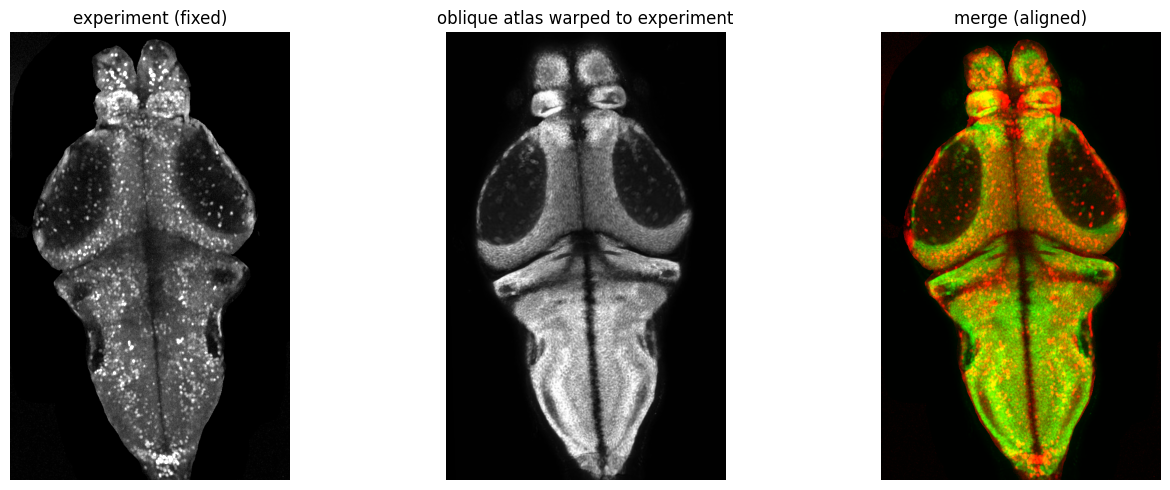 experiment (fixed)
oblique atlas warped to experiment
merge (aligned)